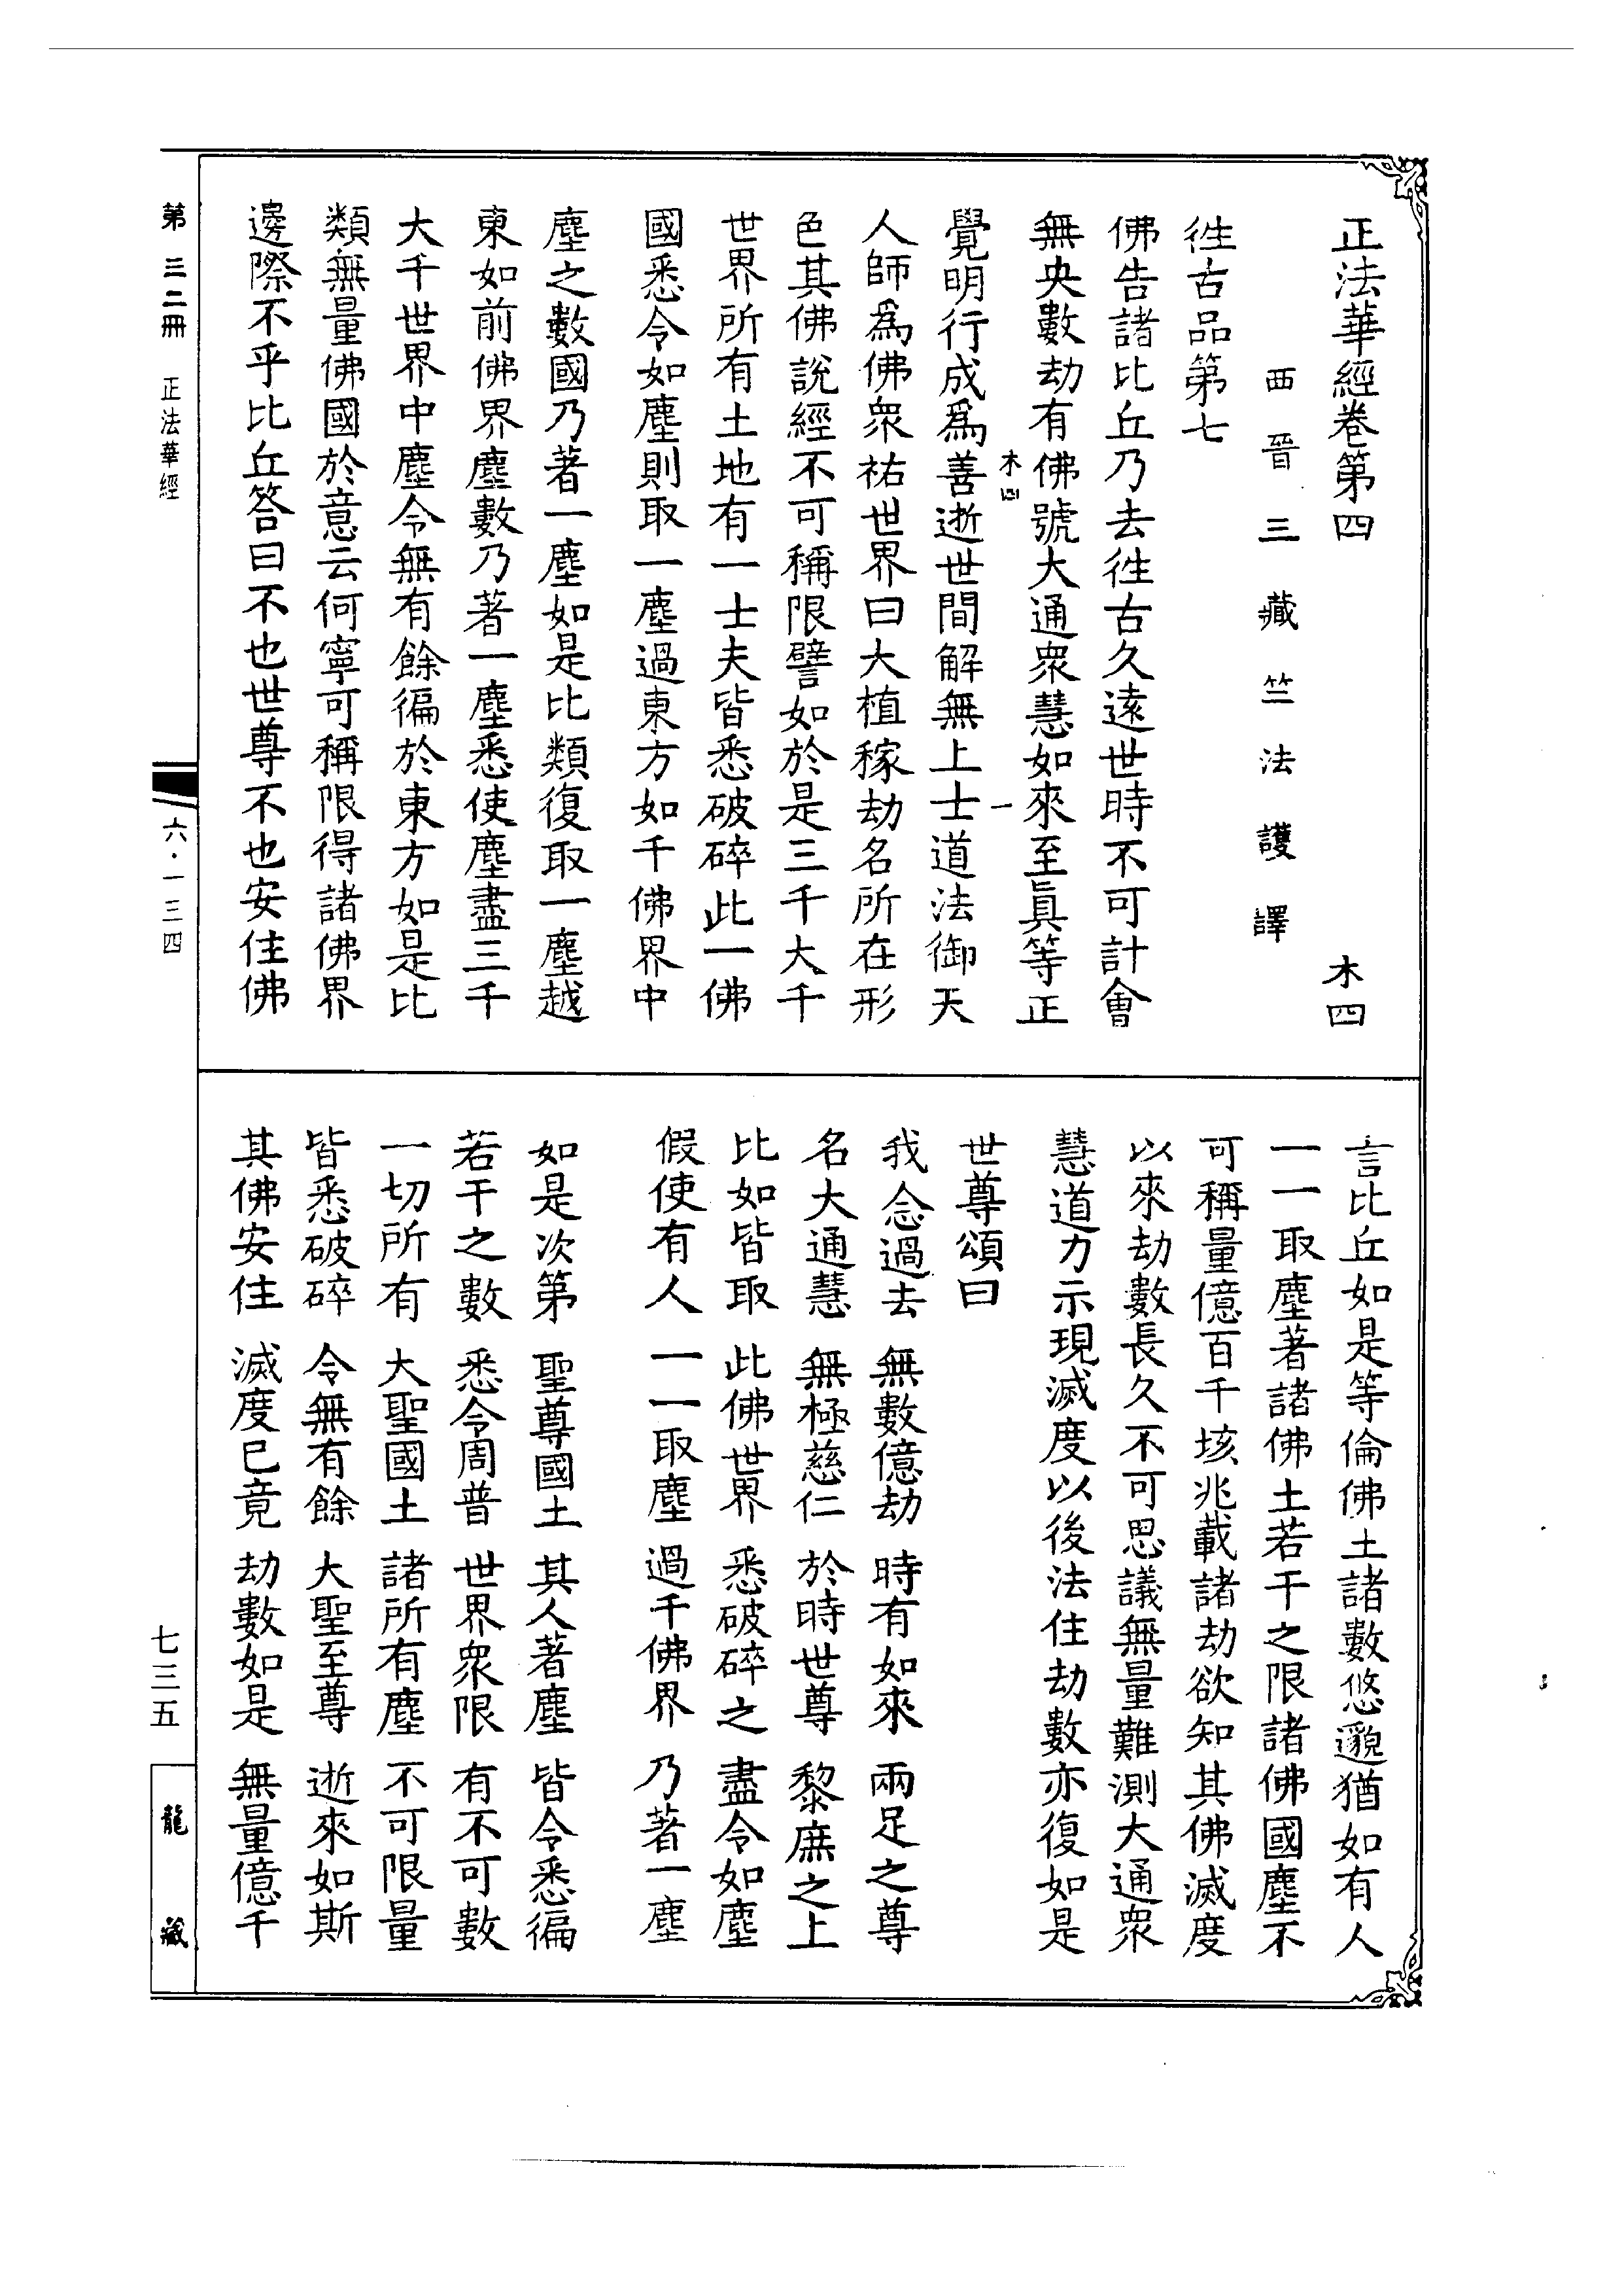 正法華經卷第四　木四
西晉三藏竺法護譯
徃古品第七
佛告諸比丘乃去徃古久遠世時不可計會
無央數劫有佛號大通眾慧如來至眞等正
木四　一
覺明行成爲善逝世間解無上士道法御天
人師爲佛眾祐世界曰大植稼劫名所在形
色其佛說經不可稱限譬如於是三千大千
世界所有土地有一士夫皆悉破碎此一佛
國悉令如塵則取一塵過東方如千佛界中
塵之數國乃著一塵如是比類復取一塵越
東如前佛界塵數乃著一塵悉使塵盡三千
大千世界中塵令無有餘徧於東方如是比
類無量佛國於意云何寧可稱限得諸佛界
邊際不乎比丘答曰不也世尊不也安住佛
言比丘如是等倫佛土諸數悠邈猶如有人
一一取塵著諸佛土若干之限諸佛國塵不
可稱量億百千垓兆載諸劫欲知其佛滅度
以來劫數長久不可思議無量難測大通眾
慧道力示現滅度以後法住劫數亦復如是
世尊頌曰
我念過去　無數億劫　時有如來　兩足之尊
名大通慧　無極慈仁　於時世尊　黎庶之上
比如皆取　此佛世界　悉破碎之　盡令如塵
假使有人　一一取塵　過千佛界　乃著一塵
如是次第　聖尊國土　其人著塵　皆令悉徧
若干之數　悉令周普　世界眾限　有不可數
一切所有　大聖國土　諸所有塵　不可限量
皆悉破碎　令無有餘　大聖至尊　逝來如斯
其佛安住　滅度已竟　劫數如是　無量億千
第三二冊　正法華經
六・一三四
七三五
龍藏